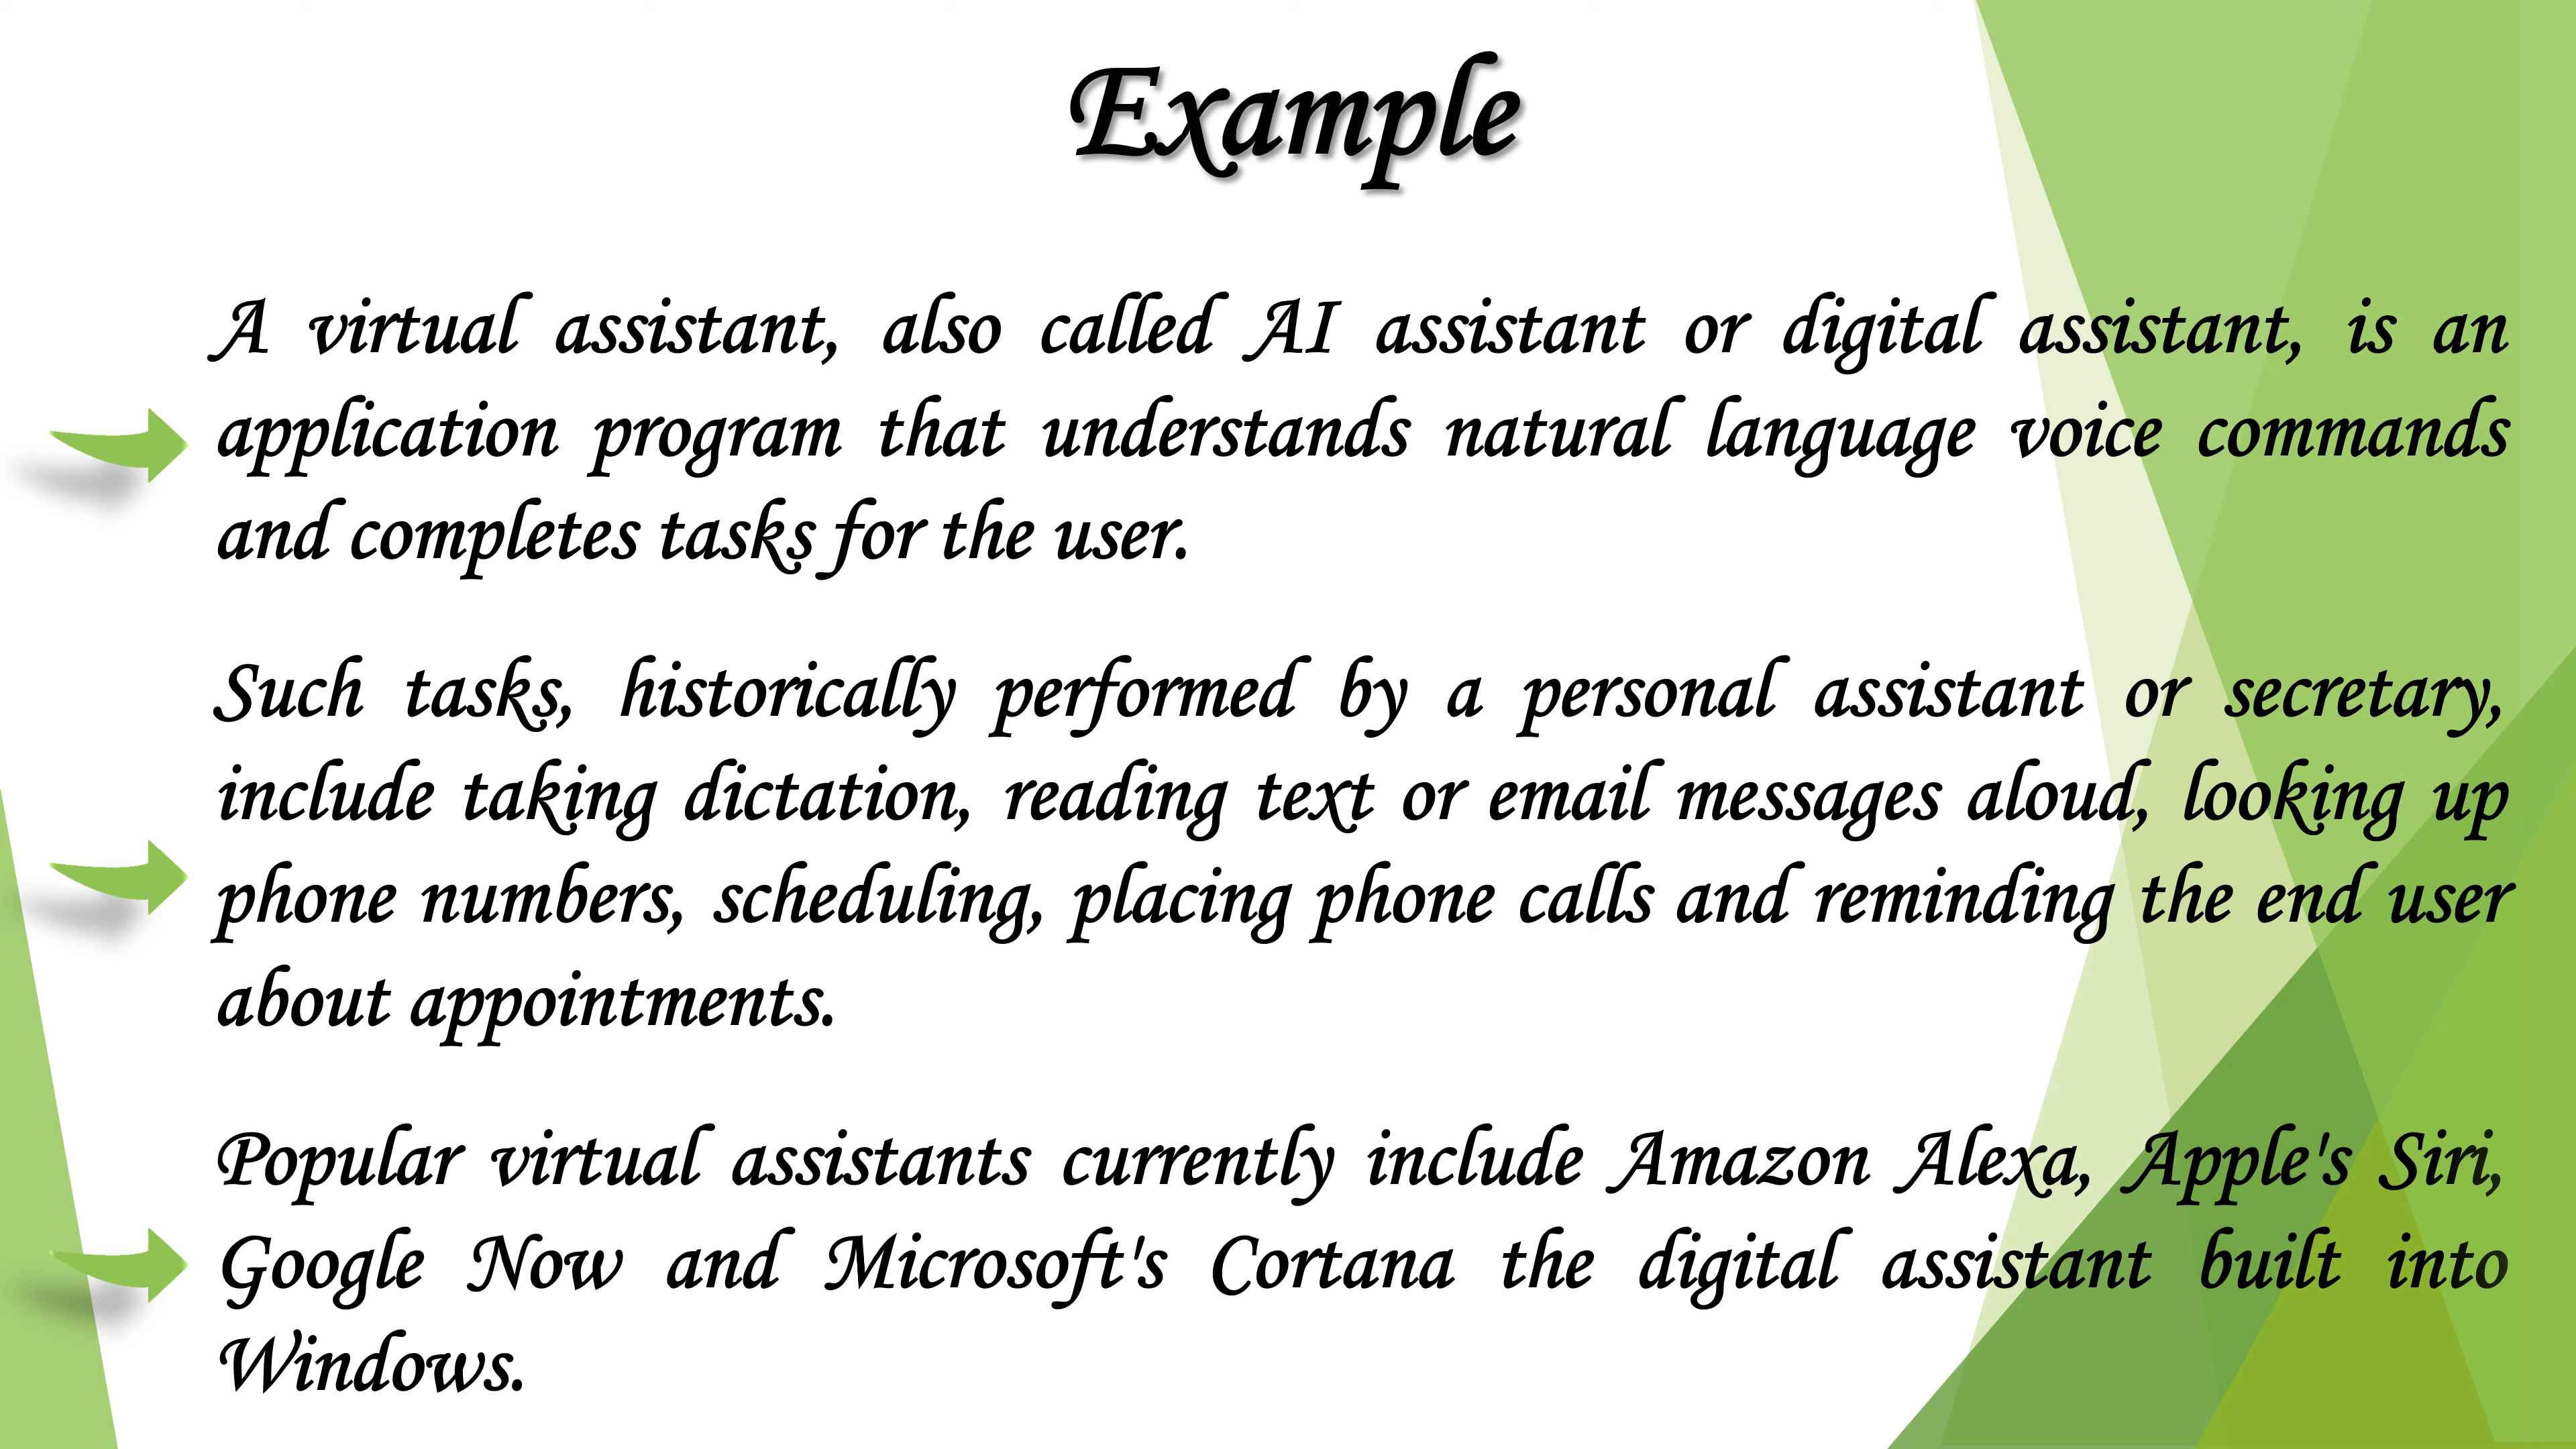 Example
A virtual assistant, also called AI assistant or digital assistant, is an
application program that understands natural language voice commands
and completes tasks for the user.
Such tasks, historically performed by a personal assistant or secretary,
include taking dictation, reading text or email messages aloud, looking up
phone numbers, scheduling, placing phone calls and reminding the end user
about appointments.
Popular virtual assistants currently include Amazon Alexa, Apple's Siri,
Google Now and Microsoft's Cortana the digital assistant built into
Windows.